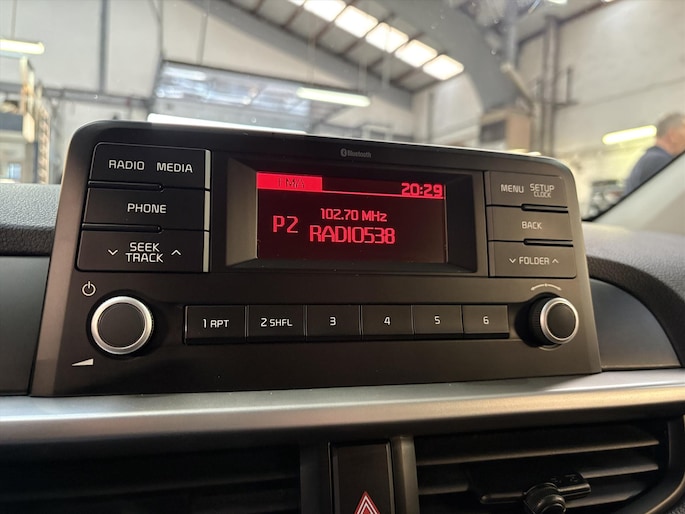 Bluetooth
RADIO MEDIA
PHONE
SEEK
TRACK
20:29
102.70 MHz
P2 RADIO538
MENU SETUP
CLOCK
BACK
FOLDER
1 RPT
2 SHFL
3
4
5
6